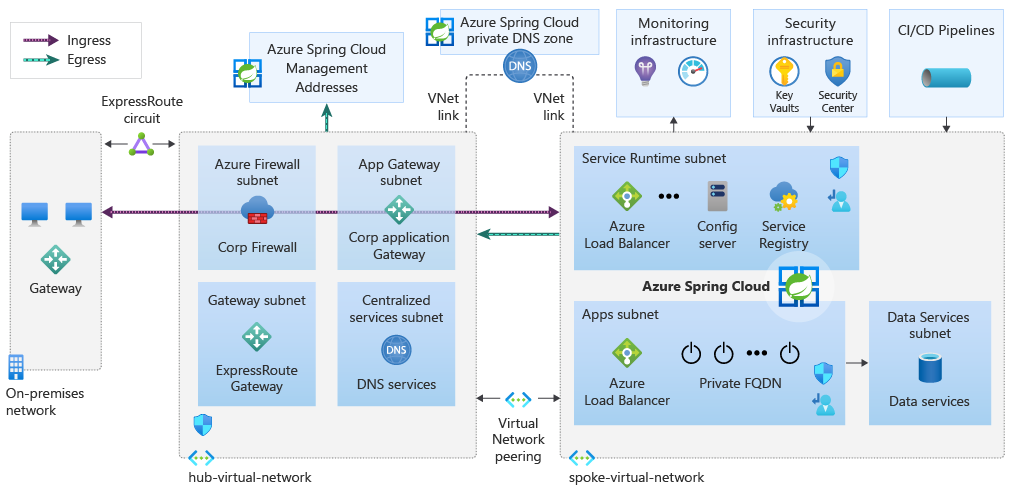 Ingress
Egress
Azure Spring Cloud
Management
Addresses
Azure Spring Cloud
private DNS zone
DNS
VNet
link
VNet
link
Monitoring
infrastructure
Security
infrastructure
Key
Vaults
Security
Center
CI/CD Pipelines
ExpressRoute
circuit
Gateway
On-premises
network
Azure Firewall
subnet
Corp Firewall
App Gateway
subnet
Corp application
Gateway
Gateway subnet
ExpressRoute
Gateway
Centralized
services subnet
DNS
DNS services
hub-virtual-network
Virtual
Network
peering
Service Runtime subnet
Azure
Load Balancer
Config
server
Service
Registry
Azure Spring Cloud
Apps subnet
Azure
Load Balancer
Private FQDN
Data Services
subnet
Data services
spoke-virtual-network